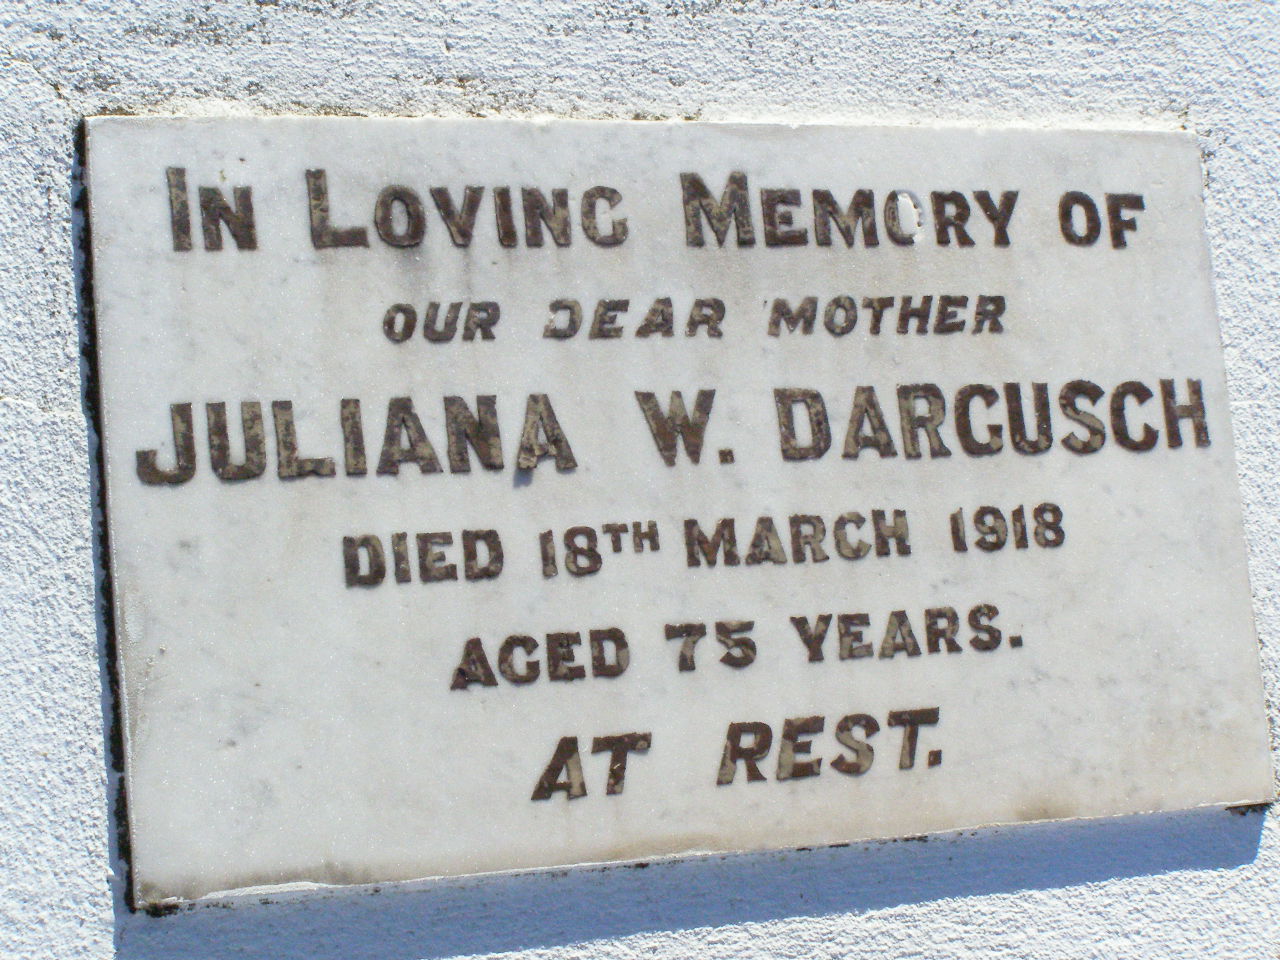 IN LOVING MEMORY OF
OUR DEAR MOTHER
JULIANA W. DARGUSCH
DIED 18TH MARCH 1918
AGED 75 YEARS.
AT REST.